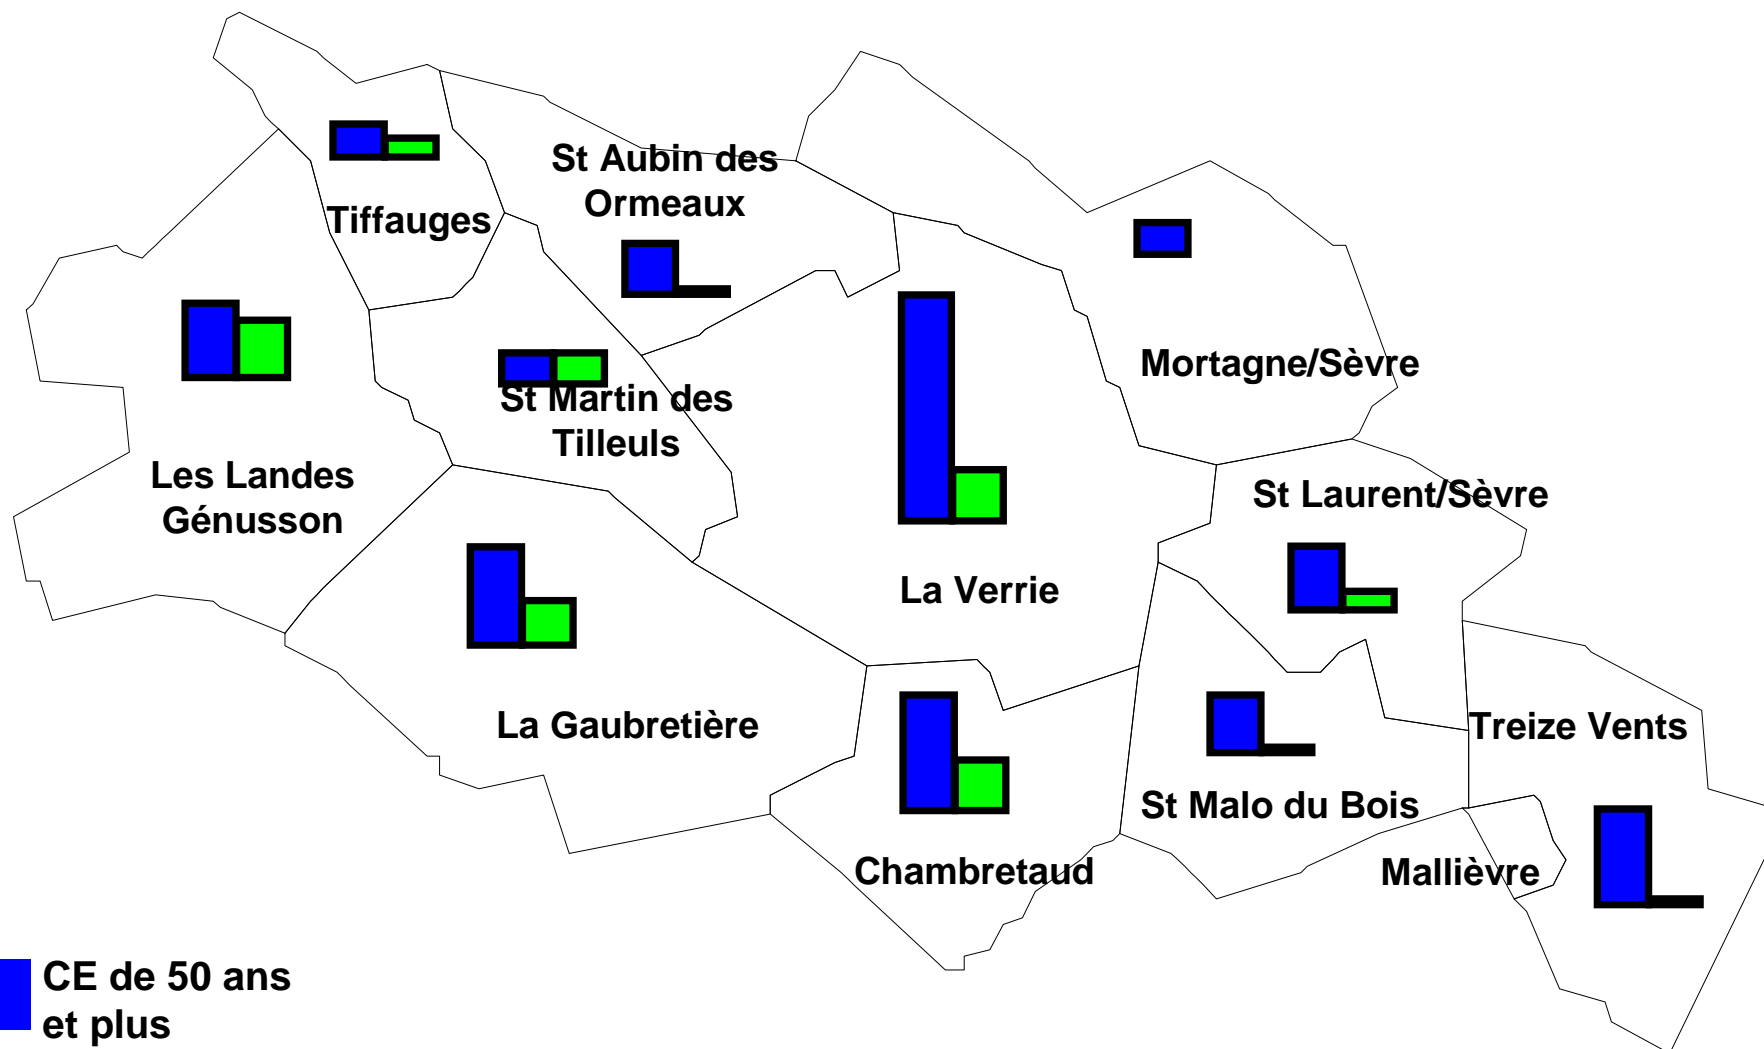 St Aubin des
Ormeaux
Tiffauges
Mortagne/Sèvre
St Martin des
Tilleuls
Les Landes
Génusson
St Laurent/Sèvre
La Verrie
La Gaubretière
Treize Vents
St Malo du Bois
Chambretaud
Mallièvre
CE de 50 ans
et plus